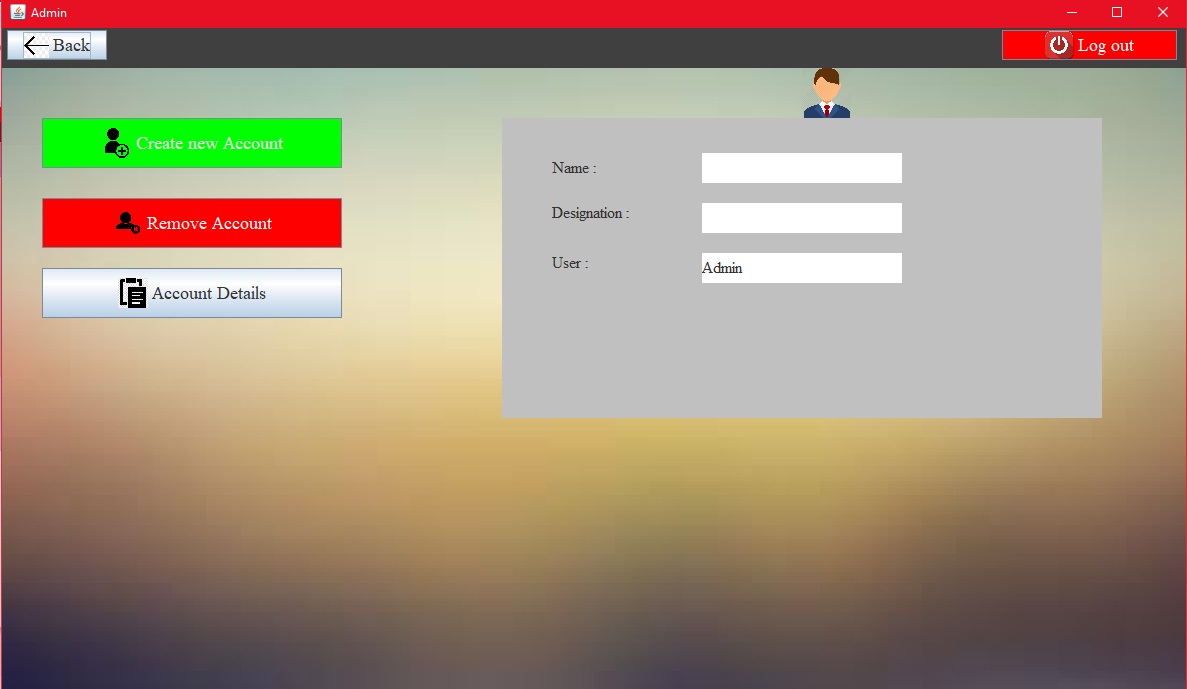 Admin
Back
Log out
Create new Account
Remove Account
Account Details
Name :
Designation :
User :
Admin